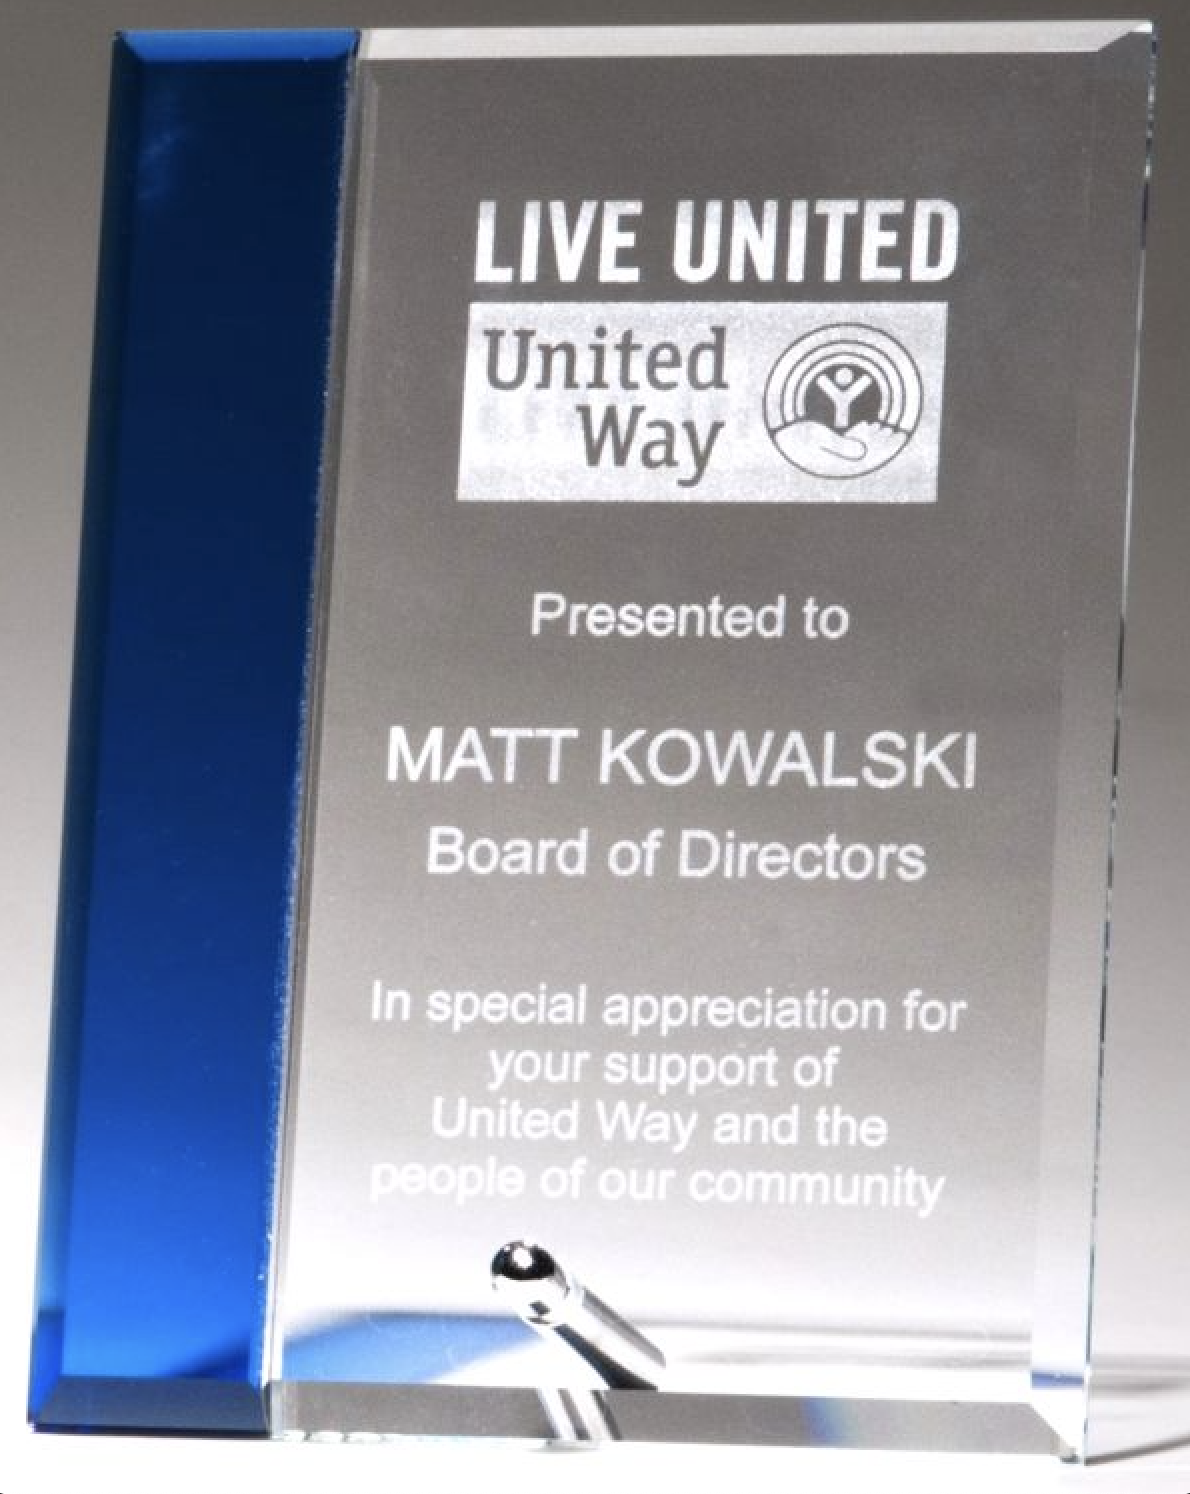 LIVE UNITED
United
Way
Presented to
MATT KOWALSKI
Board of Directors
In special appreciation for
your support of
United Way and the
people of our community